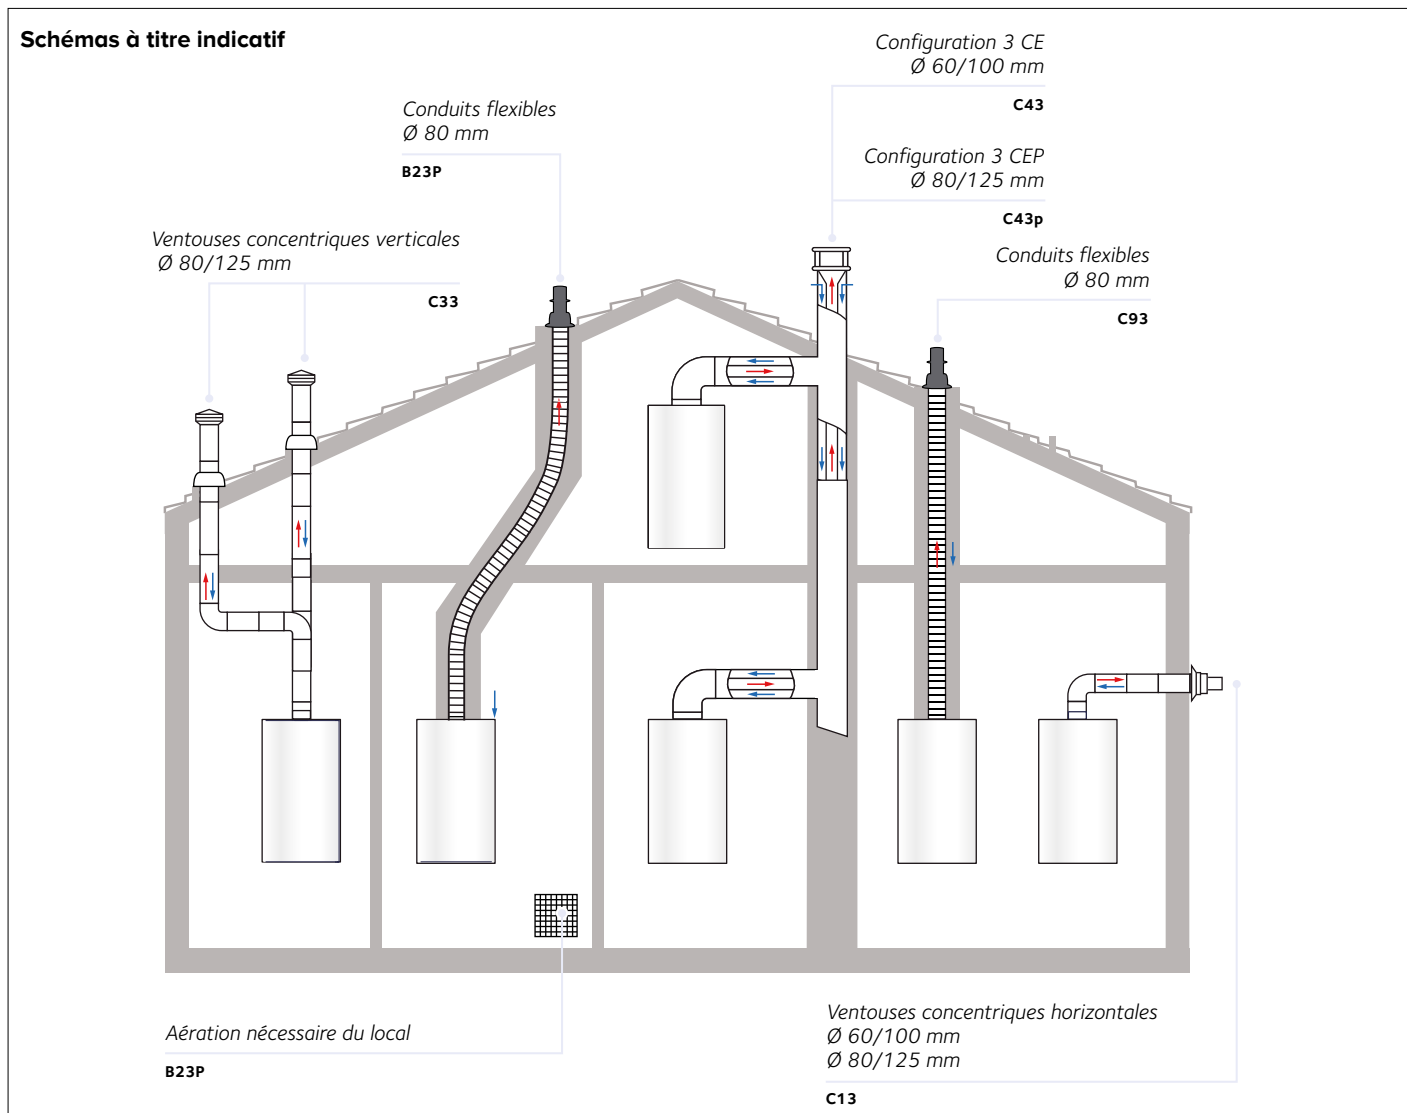 Schémas à titre indicatif
Configuration 3 CE
Ø 60/100 mm
C43
Conduits flexibles
Ø 80 mm
B23P
Configuration 3 CEP
Ø 80/125 mm
C43p
Ventouses concentriques verticales
Ø 80/125 mm
C33
Conduits flexibles
Ø 80 mm
C93
Aération nécessaire du local
B23P
Ventouses concentriques horizontales
Ø 60/100 mm
Ø 80/125 mm
C13